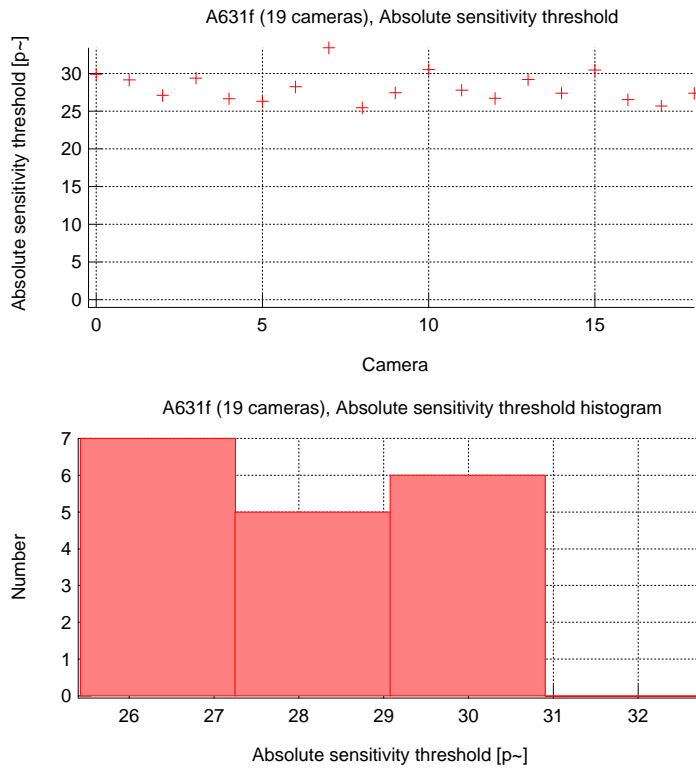 A631f (19 cameras), Absolute sensitivity threshold
Absolute sensitivity threshold [p~]
30
25
20
15
10
5
0
0 5 10 15
Camera
A631f (19 cameras), Absolute sensitivity threshold histogram
Number
7
6
5
4
3
2
1
0
26 27 28 29 30 31 32
Absolute sensitivity threshold [p~]